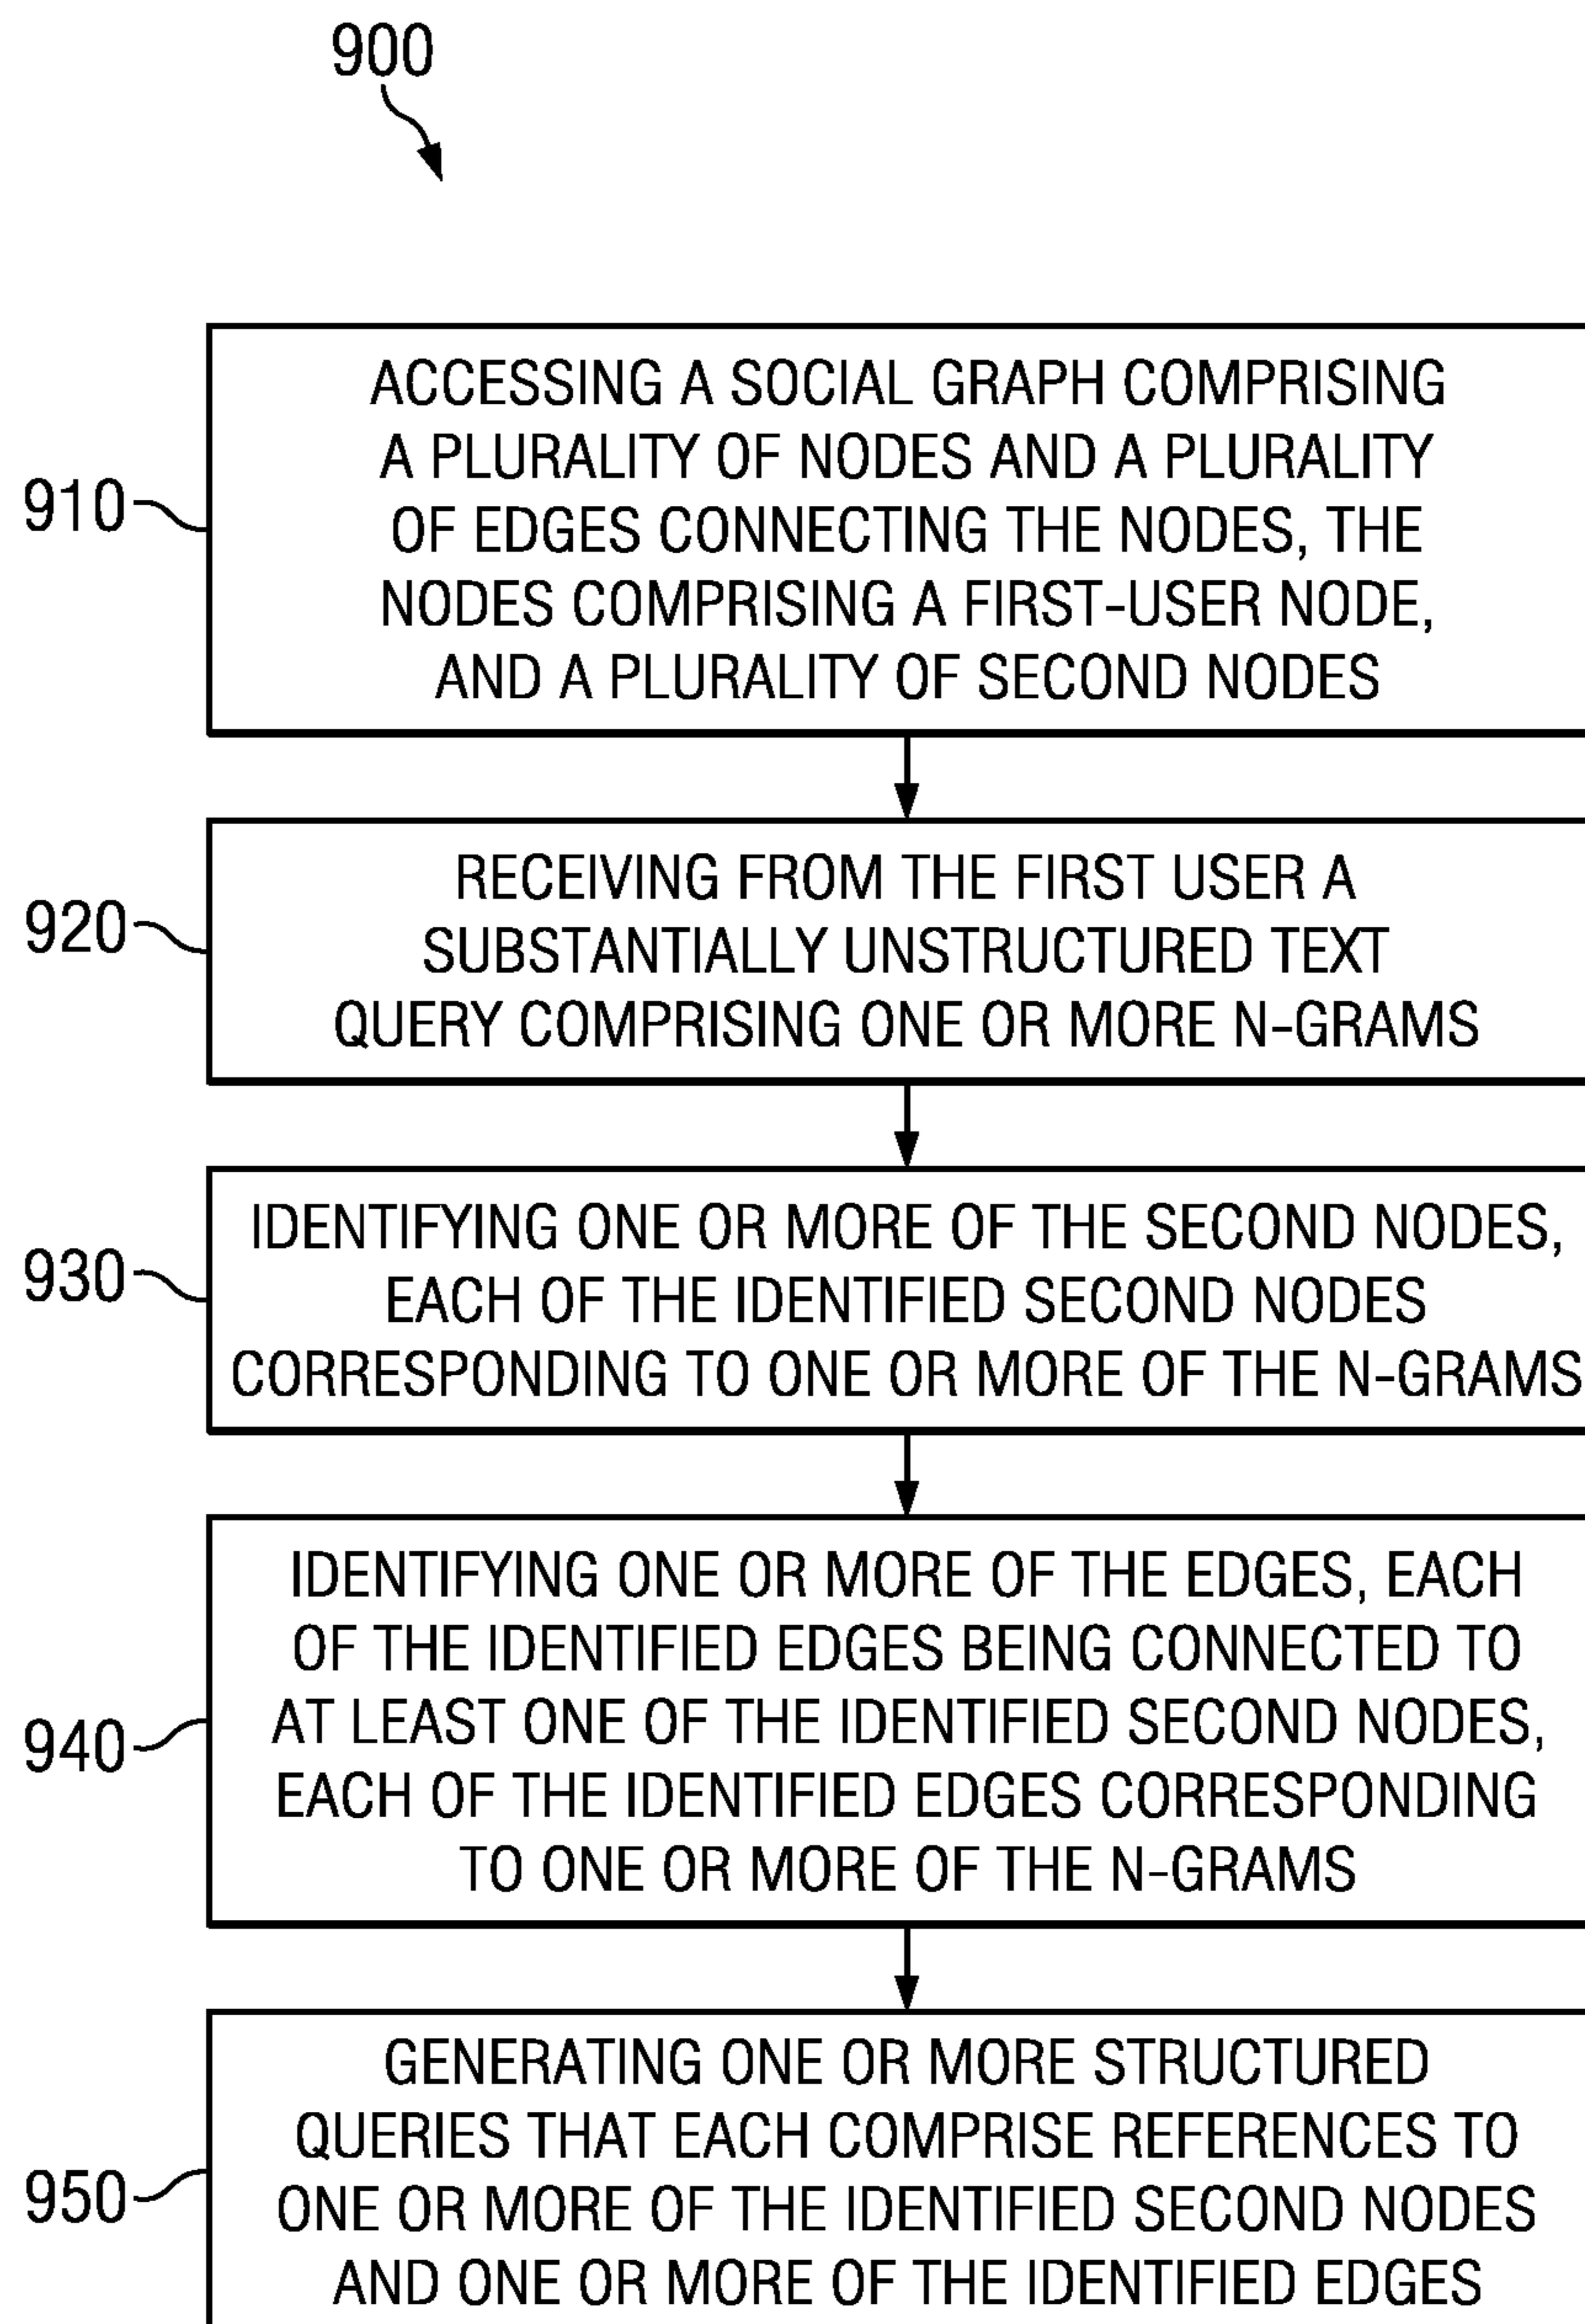 900
910
ACCESSING A SOCIAL GRAPH COMPRISING
A PLURALITY OF NODES AND A PLURALITY
OF EDGES CONNECTING THE NODES, THE
NODES COMPRISING A FIRST-USER NODE,
AND A PLURALITY OF SECOND NODES
920
RECEIVING FROM THE FIRST USER A
SUBSTANTIALLY UNSTRUCTURED TEXT
QUERY COMPRISING ONE OR MORE N-GRAMS
930
IDENTIFYING ONE OR MORE OF THE SECOND NODES,
EACH OF THE IDENTIFIED SECOND NODES
CORRESPONDING TO ONE OR MORE OF THE N-GRAMS
940
IDENTIFYING ONE OR MORE OF THE EDGES, EACH
OF THE IDENTIFIED EDGES BEING CONNECTED TO
AT LEAST ONE OF THE IDENTIFIED SECOND NODES,
EACH OF THE IDENTIFIED EDGES CORRESPONDING
TO ONE OR MORE OF THE N-GRAMS
950
GENERATING ONE OR MORE STRUCTURED
QUERIES THAT EACH COMPRISE REFERENCES TO
ONE OR MORE OF THE IDENTIFIED SECOND NODES
AND ONE OR MORE OF THE IDENTIFIED EDGES